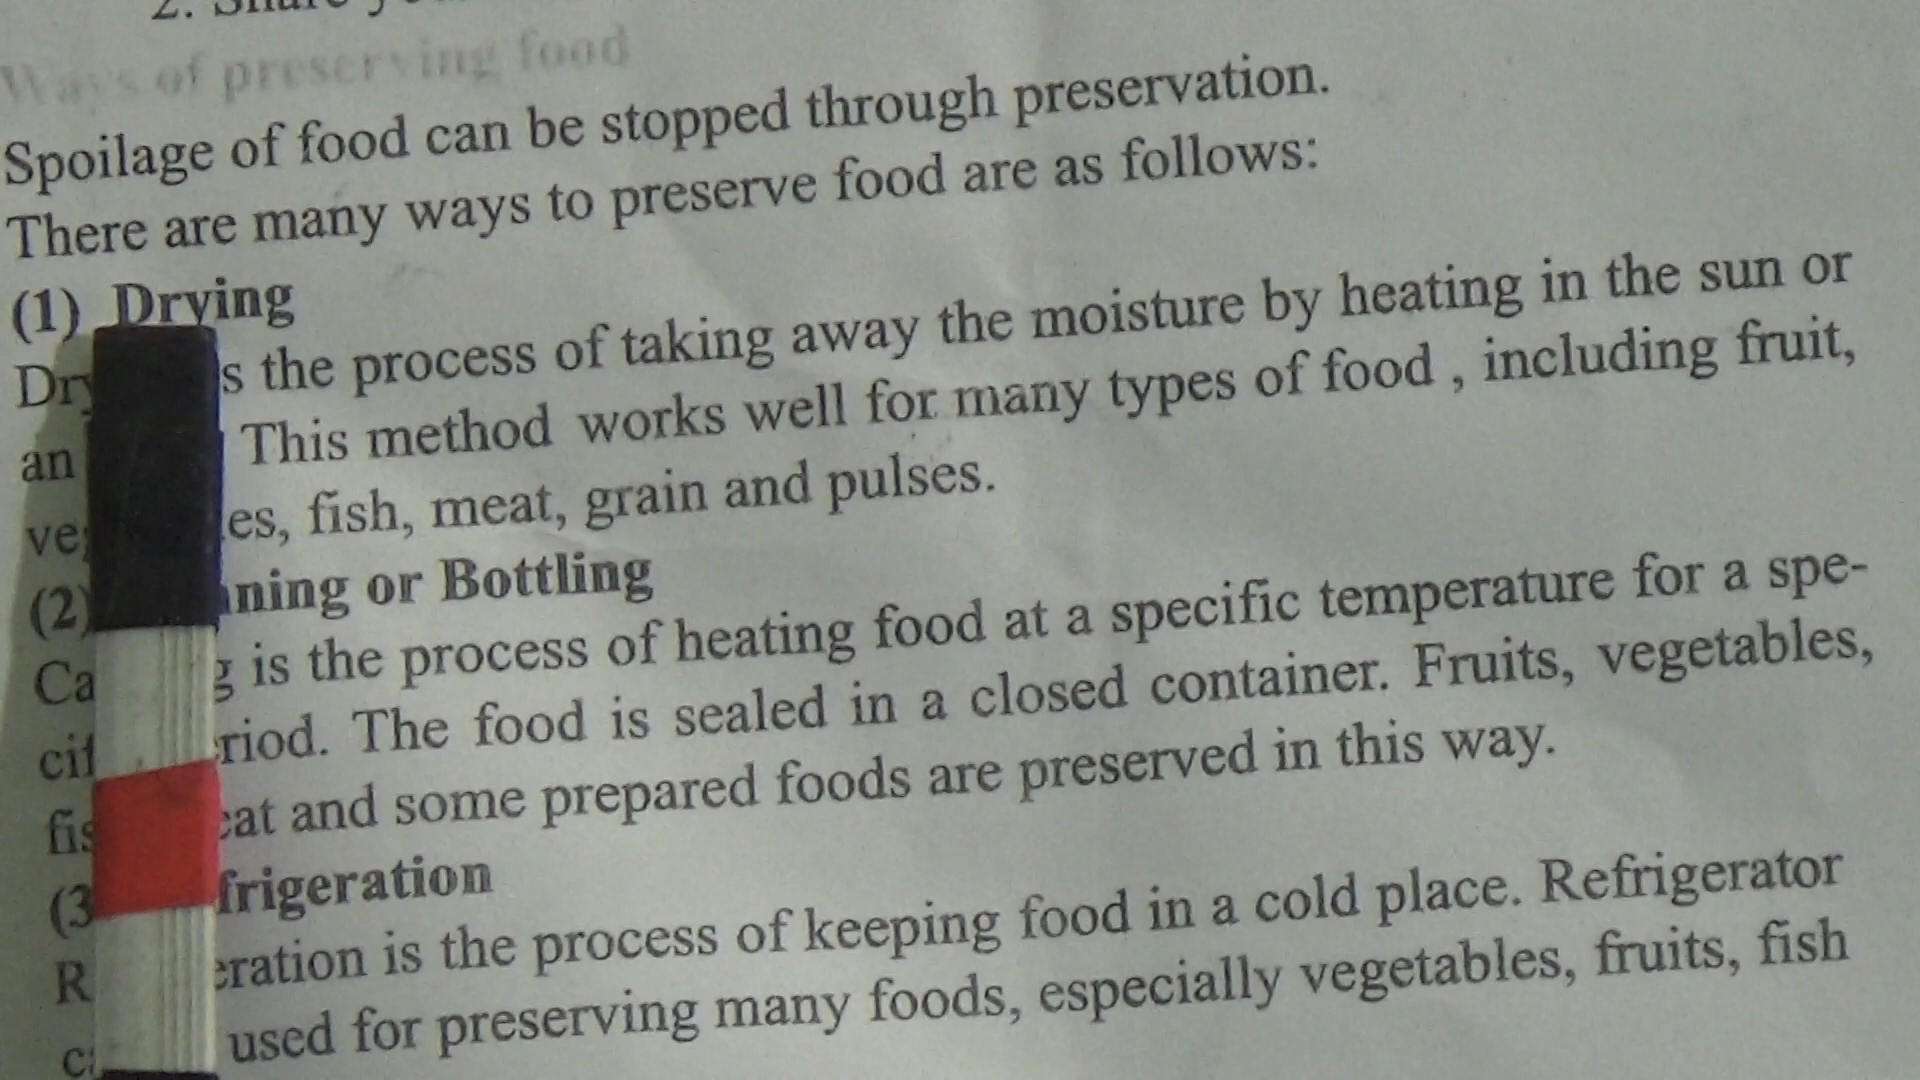 2. Share
Ways of preserving food
Spoilage of food can be stopped through preservation.
There are many ways to preserve food are as follows:
(1) Drying
s the process of taking away the moisture by heating in the sun or
an This method works well for many types of food , including fruit,
es, fish, meat, grain and pulses.
(2) ning or Bottling
Ca g is the process of heating food at a specific temperature for a spe-
riod. The food is sealed in a closed container. Fruits, vegetables,
fis eat and some prepared foods are preserved in this way.
(3 frigeration
R eration is the process of keeping food in a cold place. Refrigerator
used for preserving many foods, especially vegetables, fruits, fish